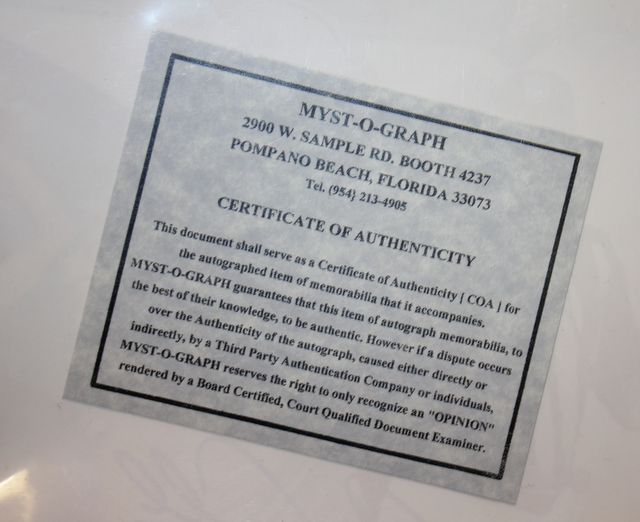 MYST-O-GRAPH
2900 W. SAMPLE RD. BOOTH 4237
POMPANO BEACH, FLORIDA 33073
Tel. (954} 213-4905
CERTIFICATE OF AUTHENTICITY
This document shall serve as a Certificate of Authenticity [ COA ] for
the autographed item of memorabilia that it accompanies.
MYST-O-GRAPH guarantees that this item of autograph memorabilia, to
the best of their knowledge, to be authentic. However if a dispute occurs
over the Authenticity of the autograph, caused either directly or
indirectly, by a Third Party Authentication Company or individuals,
MYST-O-GRAPH reserves the right to only recognize an "OPINION"
rendered by a Board Certified, Court Qualified Document Examiner.